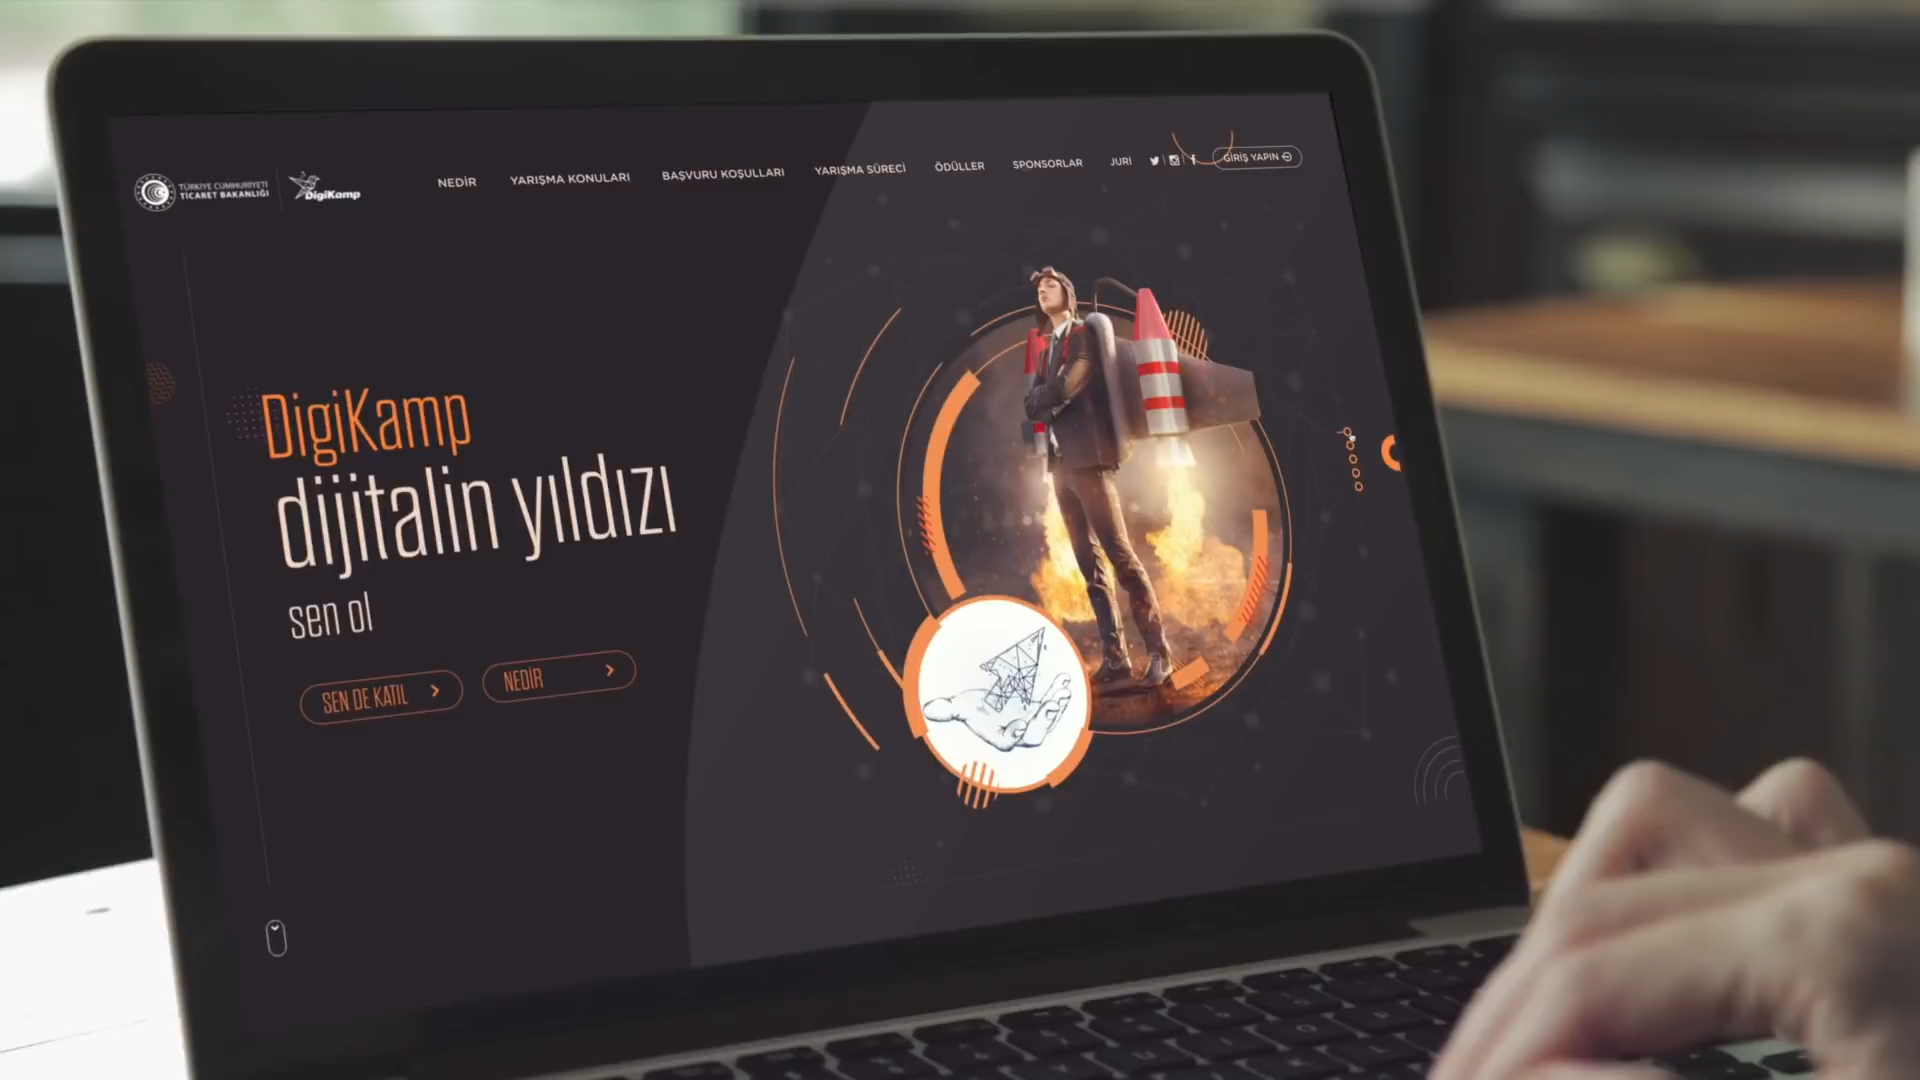 TÜRKİYE CUMHURİYETİ
TİCARET BAKANLIĞI
DigiKamp
NEDİR
YARIŞMA KONULARI
BAŞVURU KOŞULLARI
YARIŞMA SÜRECİ
ÖDÜLLER
SPONSORLAR
JURİ
GİRİŞ YAPIN
DigiKamp
dijitalin yıldızı
sen ol
SEN DE KATIL
NEDİR